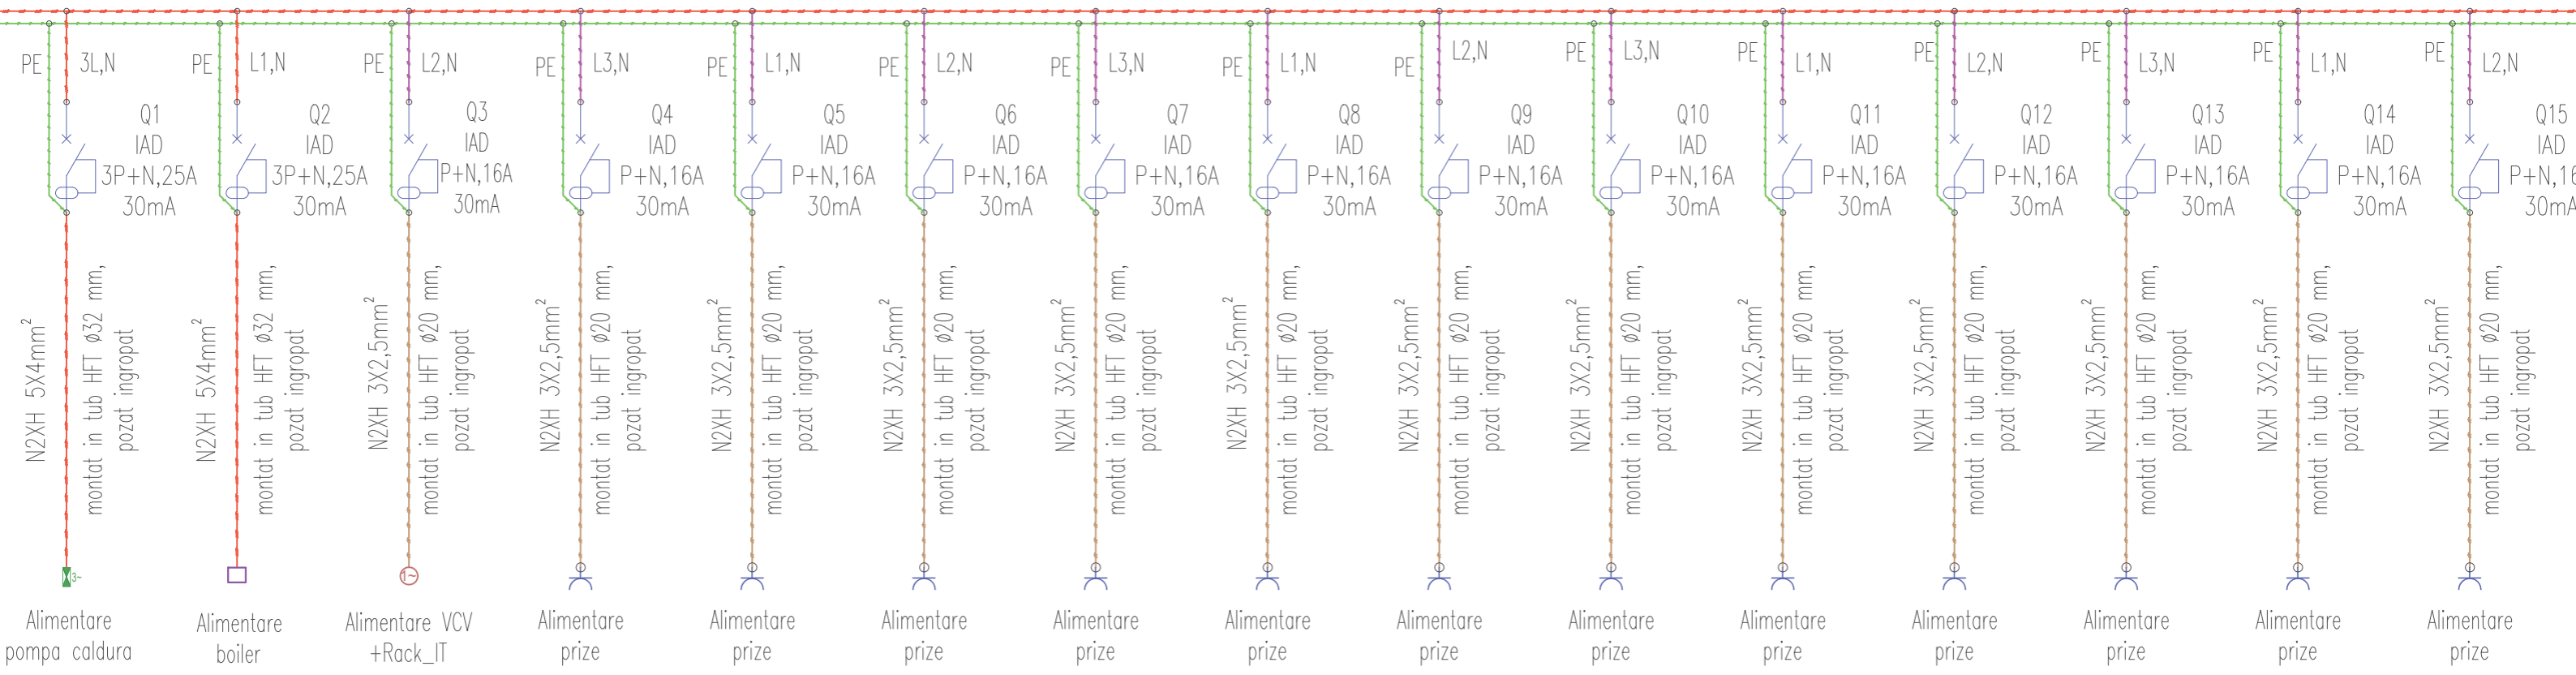 PE 3L,N
Q1
IAD
3P+N,25A
30mA
N2XH 5X4mm²
montat in tub HFT ø32 mm,
pozat ingropat
Alimentare
pompa caldura
3~
PE L1,N
Q2
IAD
3P+N,25A
30mA
N2XH 5X4mm²
montat in tub HFT ø32 mm,
pozat ingropat
Alimentare
boiler
PE L2,N
Q3
IAD
P+N,16A
30mA
N2XH 3X2,5mm²
montat in tub HFT ø20 mm,
pozat ingropat
1~
Alimentare VCV
+Rack_IT
PE L3,N
Q4
IAD
P+N,16A
30mA
N2XH 3X2,5mm²
montat in tub HFT ø20 mm,
pozat ingropat
Alimentare
prize
PE L1,N
Q5
IAD
P+N,16A
30mA
N2XH 3X2,5mm²
montat in tub HFT ø20 mm,
pozat ingropat
Alimentare
prize
PE L2,N
Q6
IAD
P+N,16A
30mA
N2XH 3X2,5mm²
montat in tub HFT ø20 mm,
pozat ingropat
Alimentare
prize
PE L3,N
Q7
IAD
P+N,16A
30mA
N2XH 3X2,5mm²
montat in tub HFT ø20 mm,
pozat ingropat
Alimentare
prize
PE L1,N
Q8
IAD
P+N,16A
30mA
N2XH 3X2,5mm²
montat in tub HFT ø20 mm,
pozat ingropat
Alimentare
prize
PE L2,N
Q9
IAD
P+N,16A
30mA
N2XH 3X2,5mm²
montat in tub HFT ø20 mm,
pozat ingropat
Alimentare
prize
PE L3,N
Q10
IAD
P+N,16A
30mA
N2XH 3X2,5mm²
montat in tub HFT ø20 mm,
pozat ingropat
Alimentare
prize
PE L1,N
Q11
IAD
P+N,16A
30mA
N2XH 3X2,5mm²
montat in tub HFT ø20 mm,
pozat ingropat
Alimentare
prize
PE L2,N
Q12
IAD
P+N,16A
30mA
N2XH 3X2,5mm²
montat in tub HFT ø20 mm,
pozat ingropat
Alimentare
prize
PE L3,N
Q13
IAD
P+N,16A
30mA
N2XH 3X2,5mm²
montat in tub HFT ø20 mm,
pozat ingropat
Alimentare
prize
PE L1,N
Q14
IAD
P+N,16A
30mA
N2XH 3X2,5mm²
montat in tub HFT ø20 mm,
pozat ingropat
Alimentare
prize
PE L2,N
Q15
IAD
P+N,16
30mA
N2XH 3X2,5mm²
montat in tub HFT ø20 mm,
pozat ingropat
Alimentare
prize